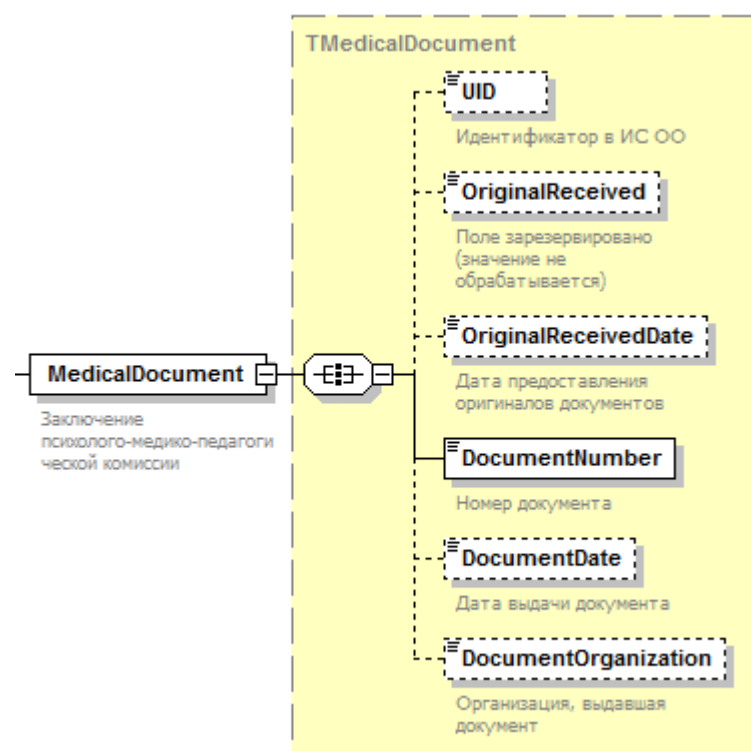 TMedicalDocument
UID
Идентификатор в ИС ОО
OriginalReceived
Поле зарезервировано
(значение не
обрабатывается)
OriginalReceivedDate
Дата предоставления
оригиналов документов
MedicalDocument
Заключение
психолого-медико-педагоги
ческой комиссии
DocumentNumber
Номер документа
DocumentDate
Дата выдачи документа
DocumentOrganization
Организация, выдавшая
документ